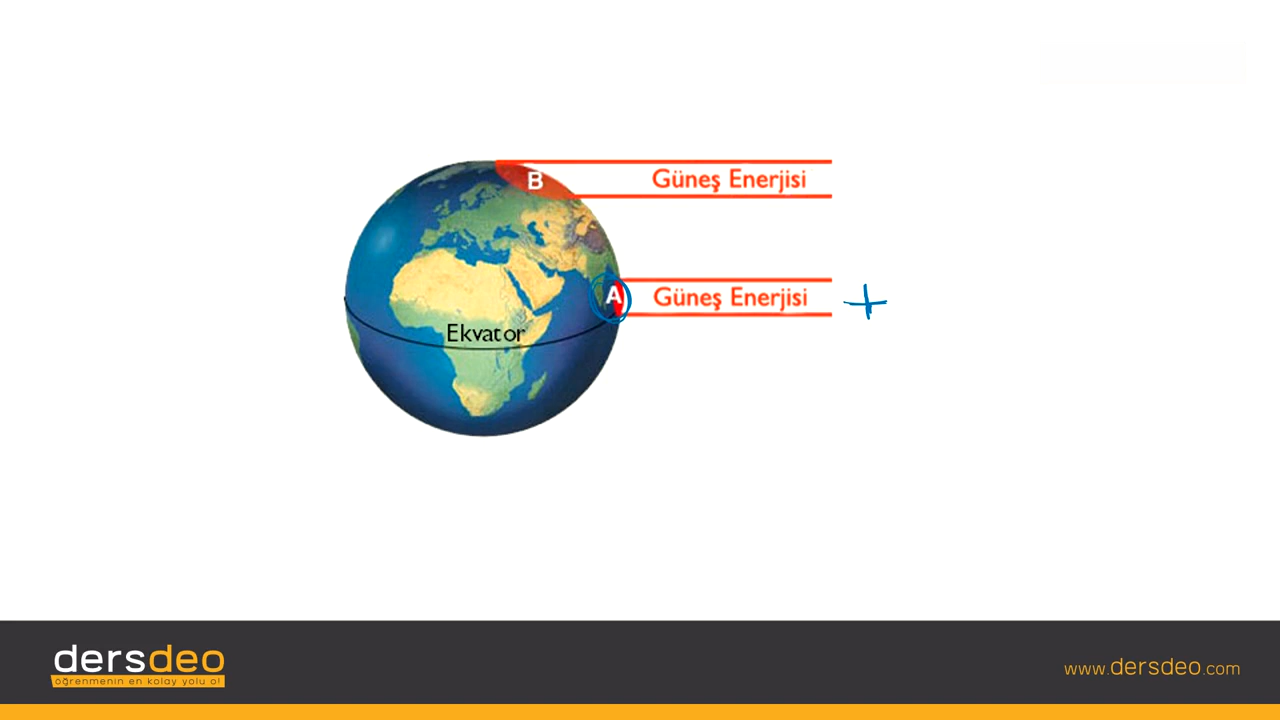 B
Güneş Enerjisi
A
Güneş Enerjisi
+
Ekvator
dersdeo
öğrenmenin en kolay yolu o!
www.dersdeo.com